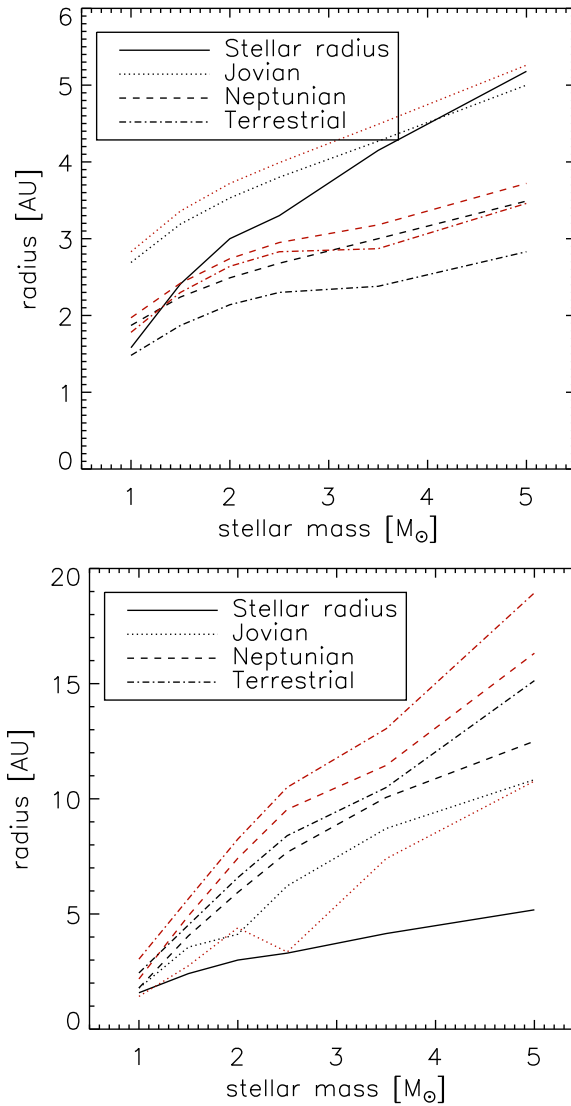 6
5
4
3
2
1
0
radius [AU]
Stellar radius
Jovian
Neptunian
Terrestrial
1 2 3 4 5
stellar mass [M⊙]
20
15
10
5
0
radius [AU]
Stellar radius
Jovian
Neptunian
Terrestrial
1 2 3 4 5
stellar mass [M⊙]